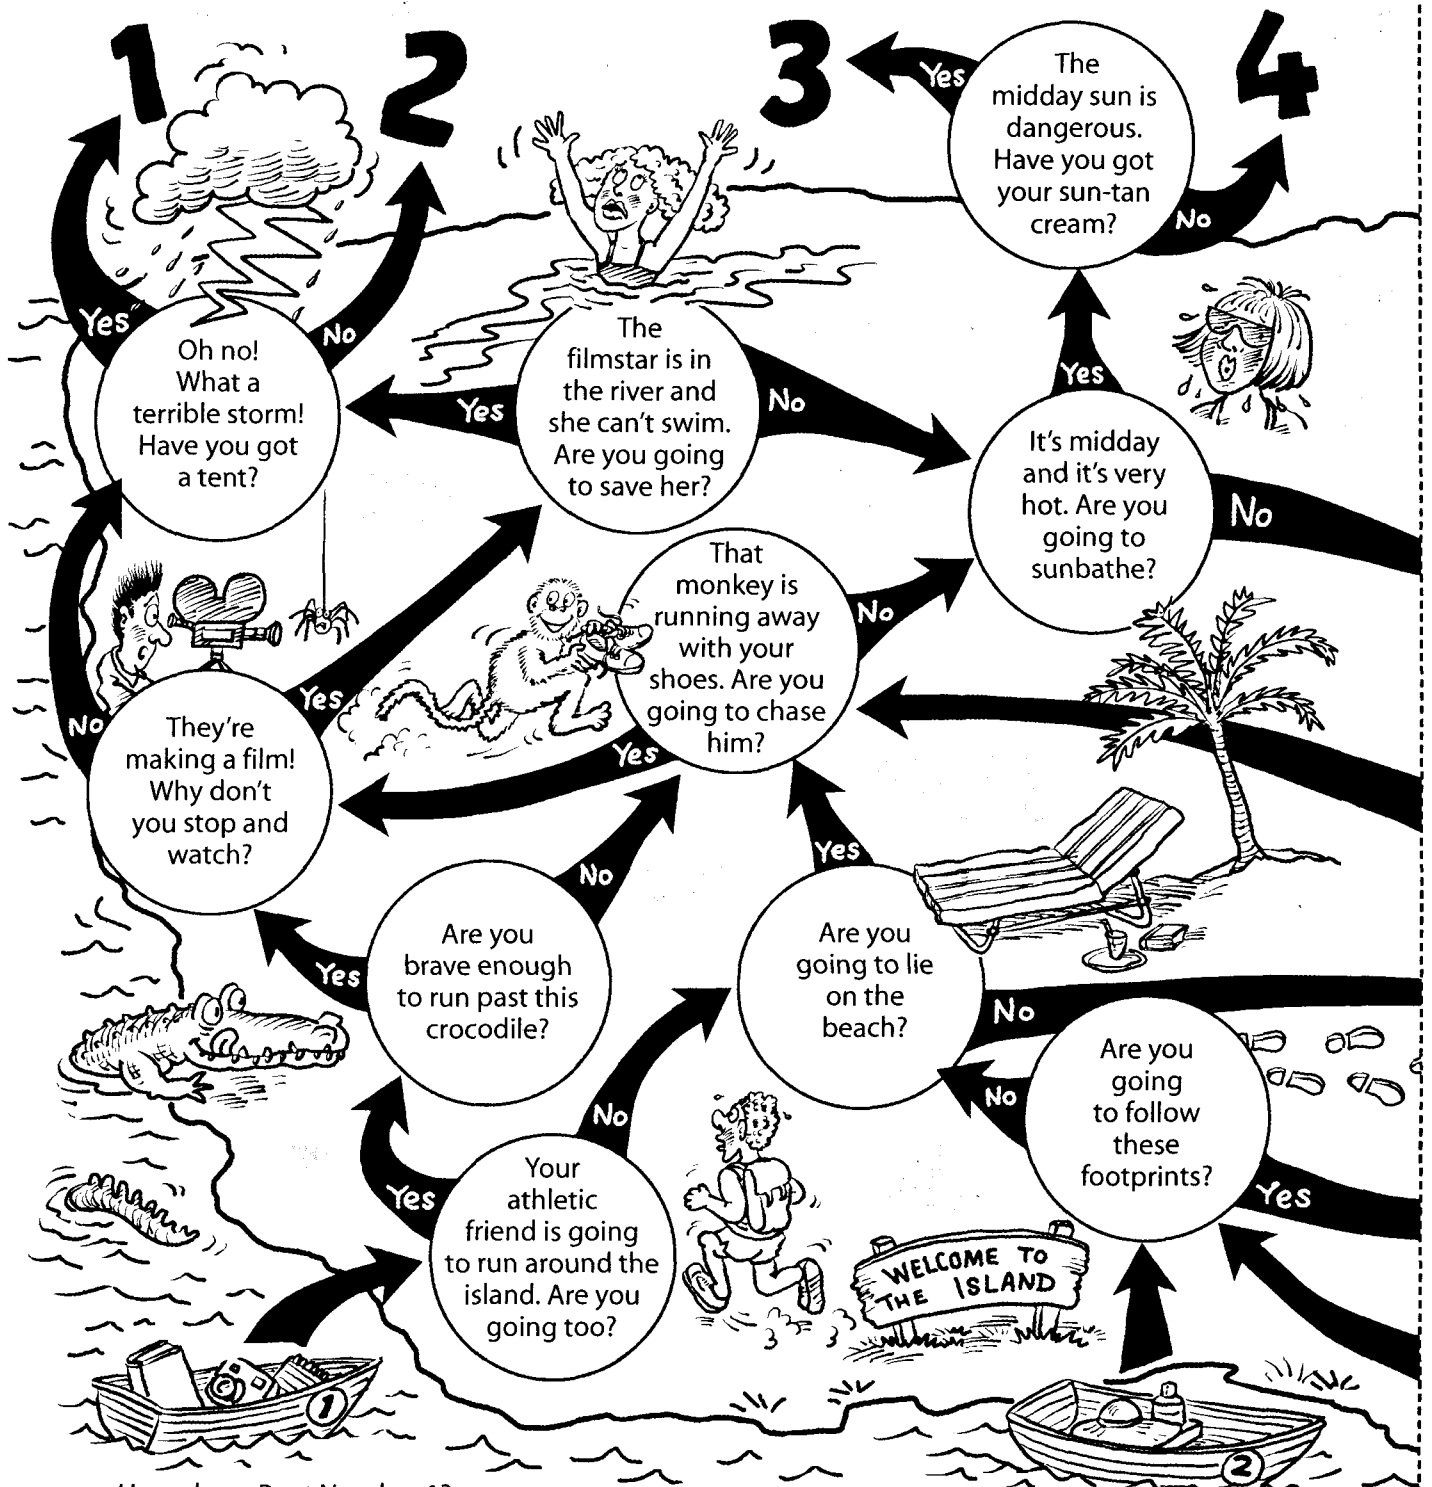 1
2
3
4
Yes
The
midday sun is
dangerous.
Have you got
your sun-tan
cream?
No
Yes
No
Oh no!
What a
terrible storm!
Have you got
a tent?
Yes
The
filmstar is in
the river and
she can't swim.
Are you going
to save her?
No
Yes
It's midday
and it's very
hot. Are you
going to
sunbathe?
No
That
monkey is
running away
with your
shoes. Are you
going to chase
him?
No
Yes
No
Yes
They're
making a film!
Why don't
you stop and
watch?
Yes
Are you
brave enough
to run past this
crocodile?
No
Yes
Are you
going to lie
on the
beach?
No
Are you
going
to follow
these
footprints?
No
Yes
Yes
No
Your
athletic
friend is going
to run around the
island. Are you
going too?
WELCOME TO
THE ISLAND
1
2